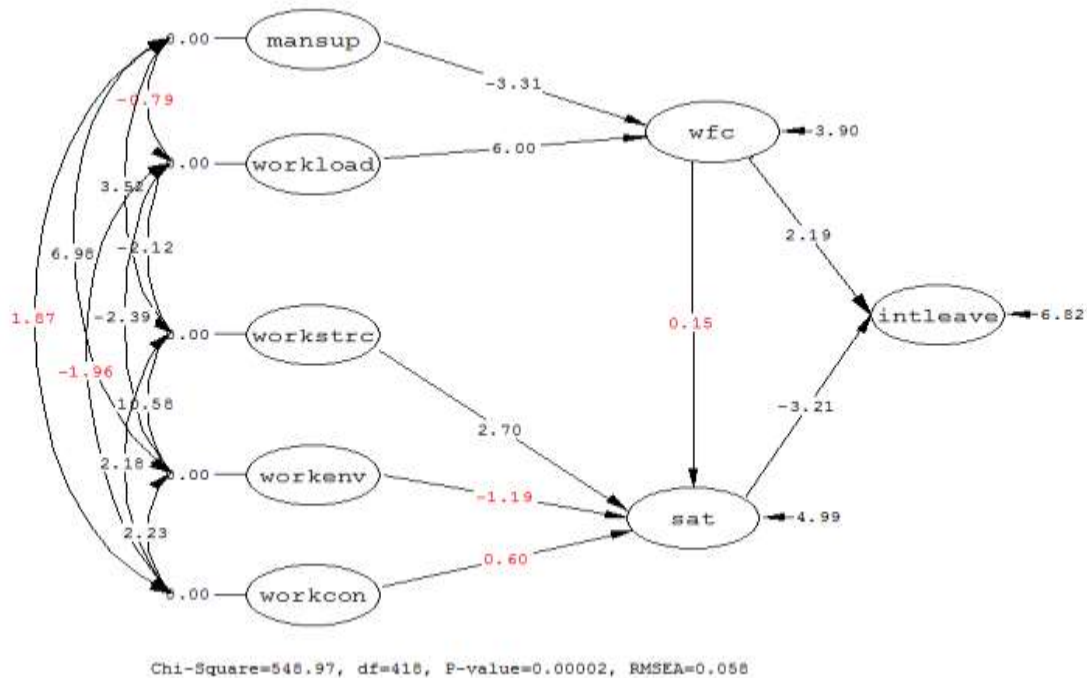 0.00
mansup
-0.79
-3.31
wfc
3.90
0.00
workload
6.00
3.52
6.98
-2.12
2.19
1.87
-2.39
0.15
intleave
6.82
0.00
workstrc
-1.96
10.58
-3.21
2.70
2.18
0.00
workenv
-1.19
sat
4.99
2.23
0.60
0.00
workcon
Chi-Square=548.97, df=418, P-value=0.00002, RMSEA=0.058